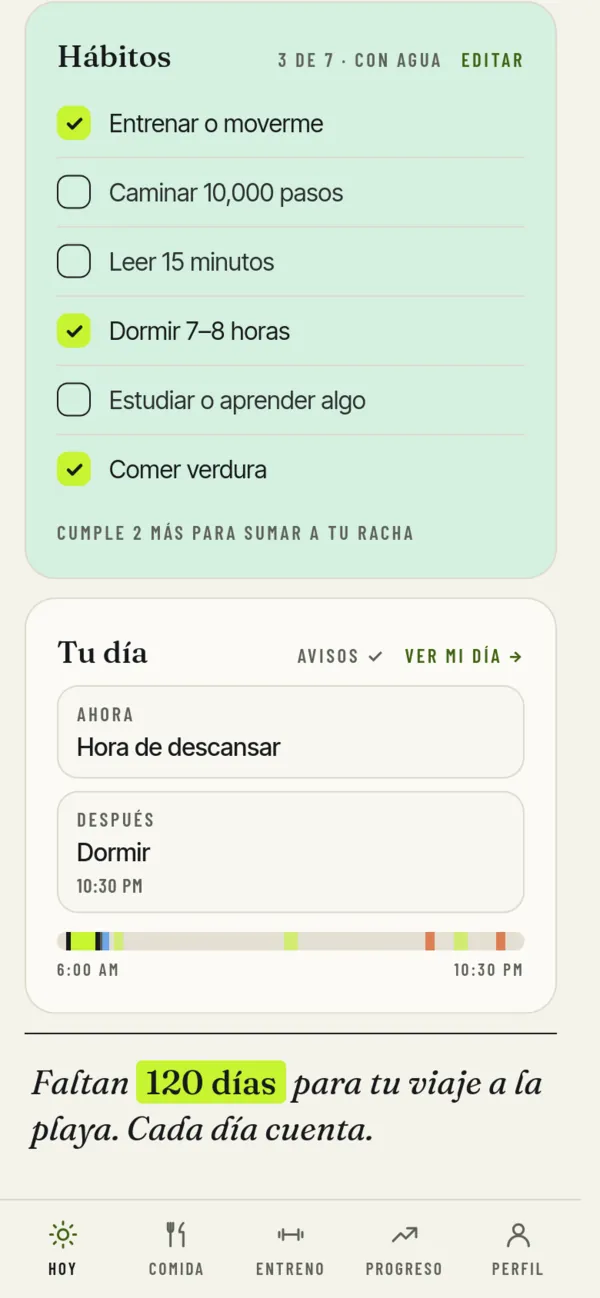 Hábitos
3 DE 7 · CON AGUA EDITAR
Entrenar o moverme
Caminar 10,000 pasos
Leer 15 minutos
Dormir 7–8 horas
Estudiar o aprender algo
Comer verdura
CUMPLE 2 MÁS PARA SUMAR A TU RACHA
Tu día
AVISOS ✓ VER MI DÍA →
AHORA
Hora de descansar
DESPUÉS
Dormir
10:30 PM
6:00 AM 10:30 PM
Faltan 120 días para tu viaje a la
playa. Cada día cuenta.
HOY COMIDA ENTRENO PROGRESO PERFIL